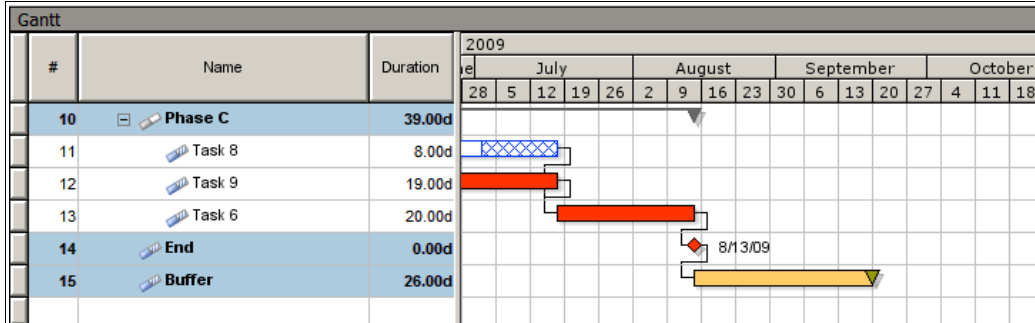 Gantt
# Name Duration 2009
ne July August September October
28 5 12 19 26 2 9 16 23 30 6 13 20 27 4 11 18
10 Phase C 39.00d
11 Task 8 8.00d
12 Task 9 19.00d
13 Task 6 20.00d
14 End 0.00d 8/13/09
15 Buffer 26.00d